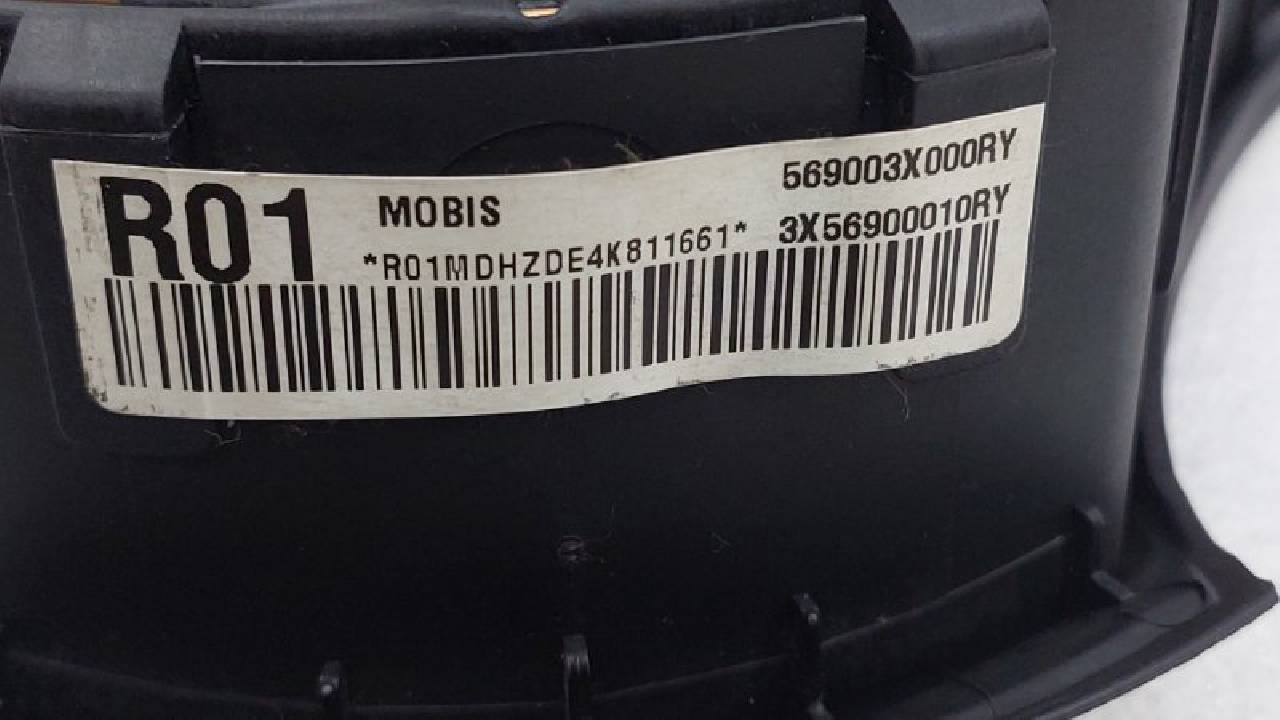 R01 MOBIS 569003X000RY
*R01MDHZDE4K811661* 3X56900010RY